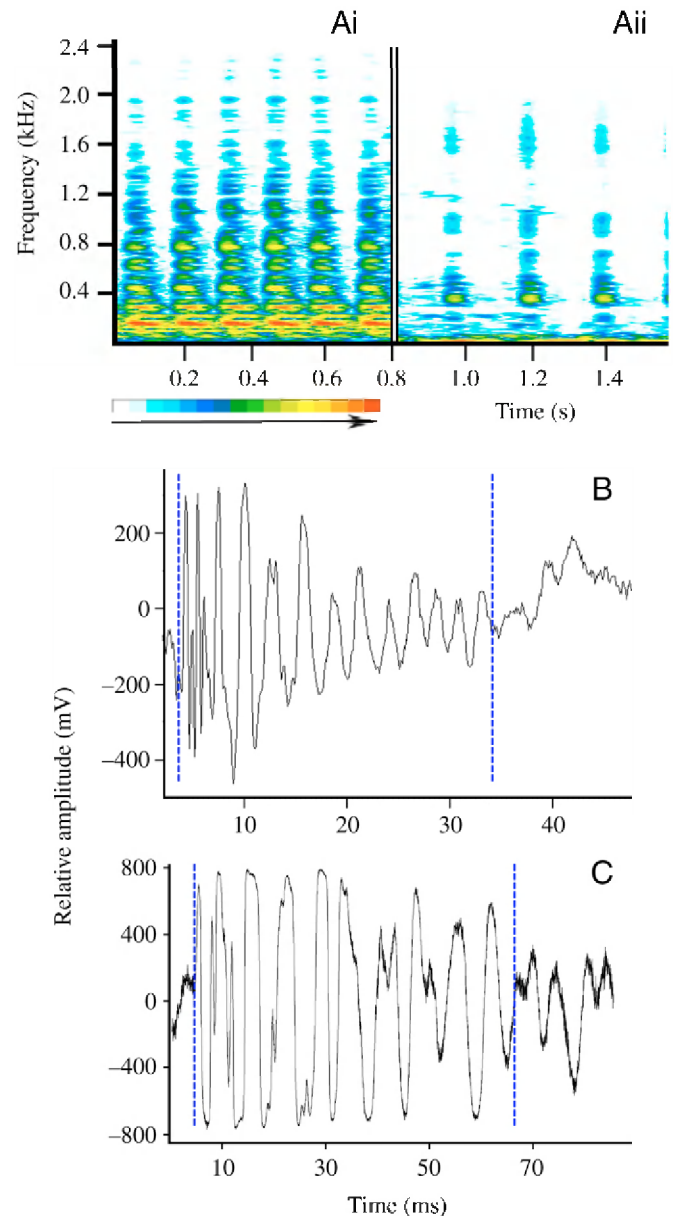 Ai Aii
2.4
2.0
1.6
1.2
0.8
0.4
Frequency (kHz)
0.2 0.4 0.6 0.8 1.0 1.2 1.4
Time (s)
B
200
0
−200
−400
10 20 30 40
Relative amplitude (mV)
C
800
400
0
−400
−800
10 30 50 70
Time (ms)